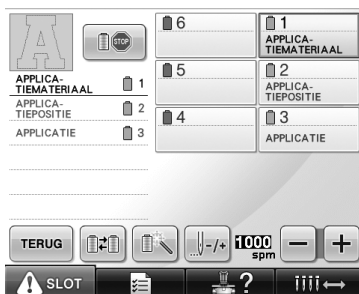 A
STOP
APPLICA-
TIEMATERIAAL 1
APPLICA-
TIEPOSITIE 2
APPLICATIE 3
6
1
APPLICA-
TIEMATERIAAL
5
2
APPLICA-
TIEPOSITIE
4
3
APPLICATIE
TERUG
-/+
1000
spm
- +
SLOT
?